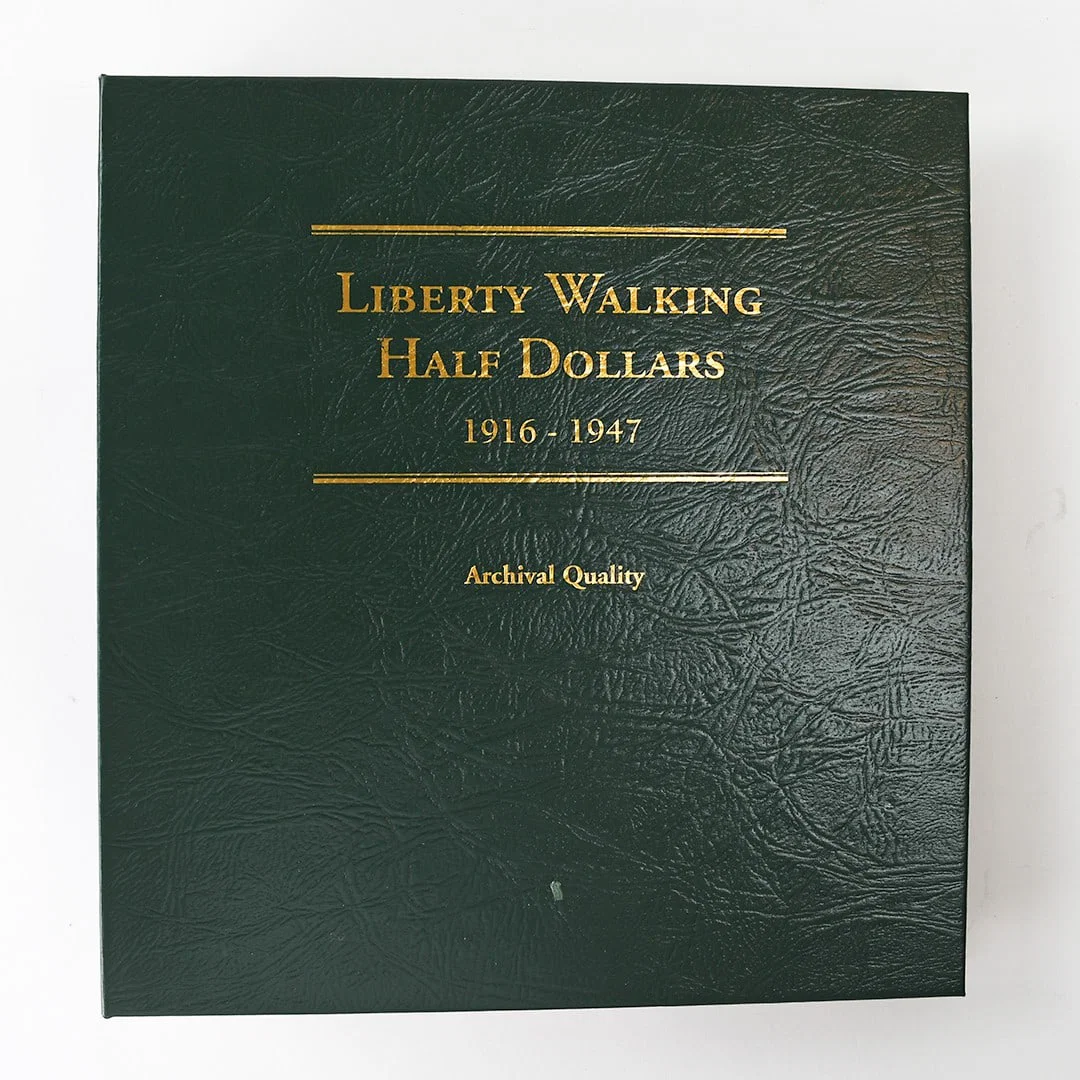 Liberty Walking
Half Dollars
1916 - 1947
Archival Quality